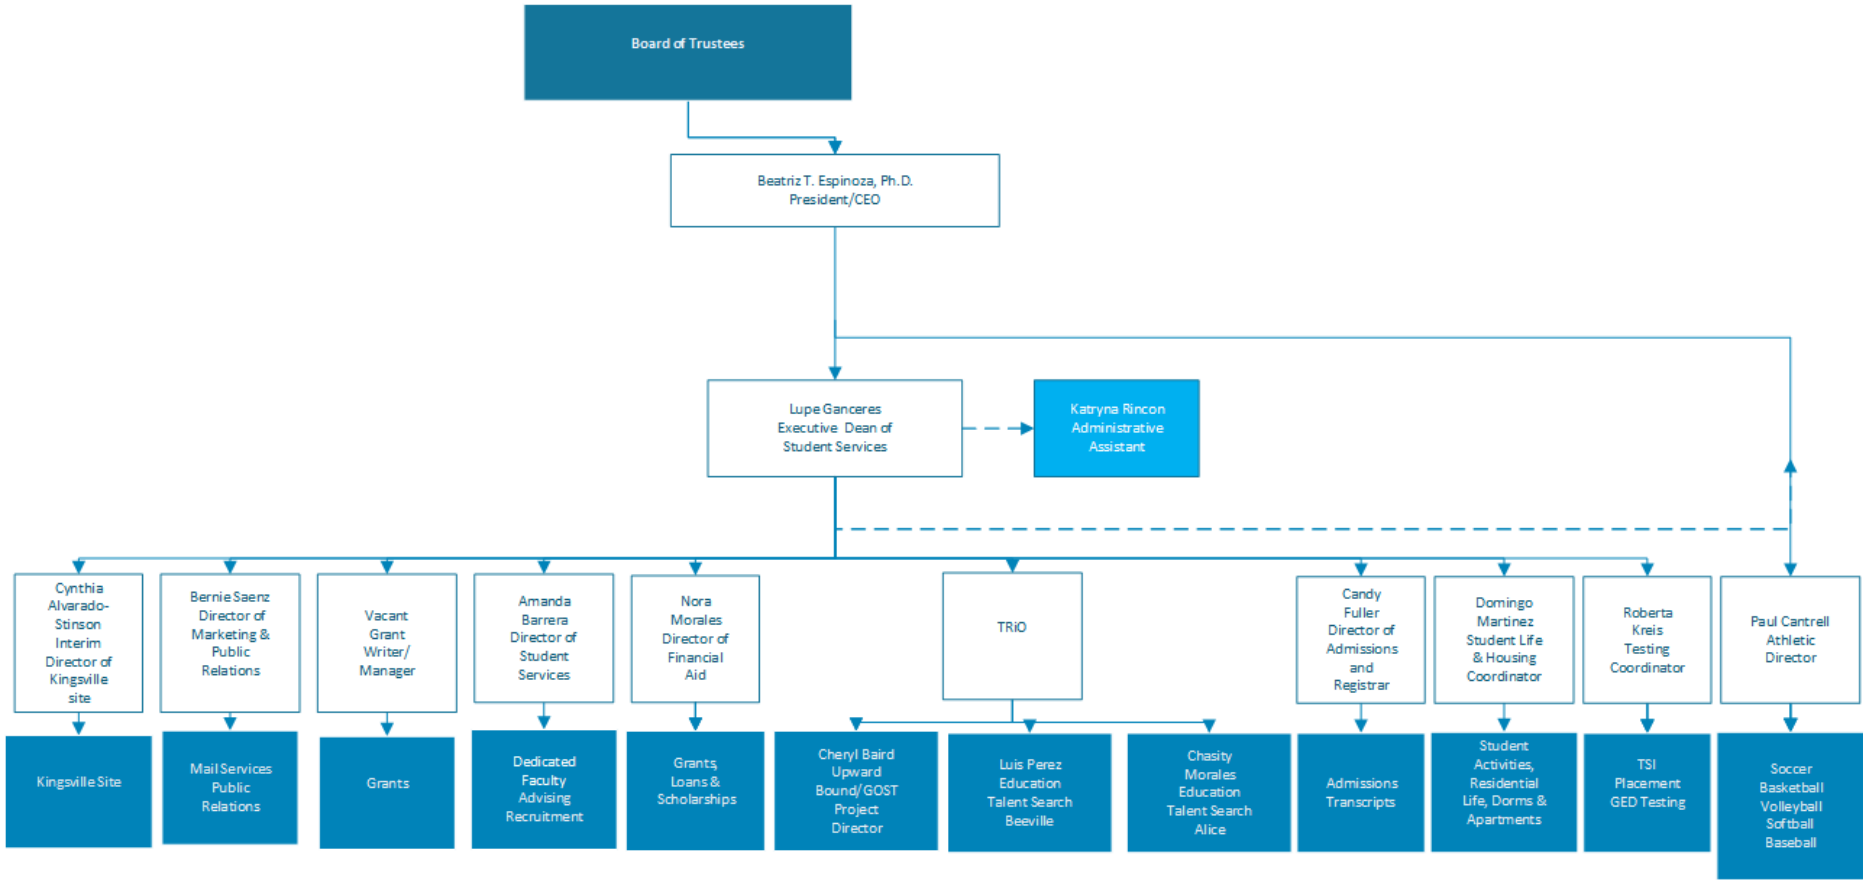 Board of Trustees
Beatriz T. Espinoza, Ph.D.
President/CEO
Lupe Ganceres
Executive Dean of
Student Services
Katryna Rincon
Administrative
Assistant
Cynthia
Alvarado-
Stinson
Interim
Director of
Kingsville
site
Bernie Saenz
Director of
Marketing &
Public
Relations
Vacant
Grant
Writer/
Manager
Amanda
Barrera
Director of
Student
Services
Nora
Morales
Director of
Financial
Aid
TRiO
Candy
Fuller
Director of
Admissions
and
Registrar
Domingo
Martinez
Student Life
& Housing
Coordinator
Roberta
Kreis
Testing
Coordinator
Paul Cantrell
Athletic
Director
Kingsville Site
Mail Services
Public
Relations
Grants
Dedicated
Faculty
Advising
Recruitment
Grants,
Loans &
Scholarships
Cheryl Baird
Upward
Bound/GOST
Project
Director
Luis Perez
Education
Talent Search
Beeville
Chasity
Morales
Education
Talent Search
Alice
Admissions
Transcripts
Student
Activities,
Residential
Life, Dorms &
Apartments
TSI
Placement
GED Testing
Soccer
Basketball
Volleyball
Softball
Baseball